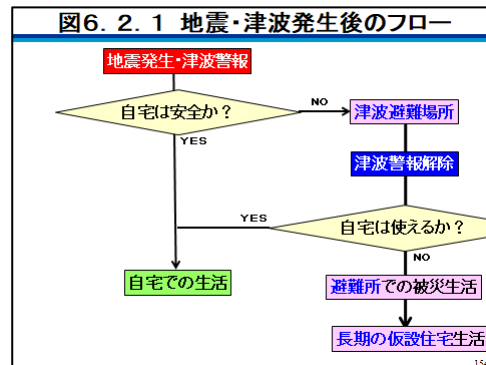 図6.2.1 地震・津波発生後のフロー
地震発生・津波警報
自宅は安全か？
NO
津波避難場所
YES
津波警報解除
YES
自宅は使えるか？
NO
自宅での生活
避難所での被災生活
長期の仮設住宅生活